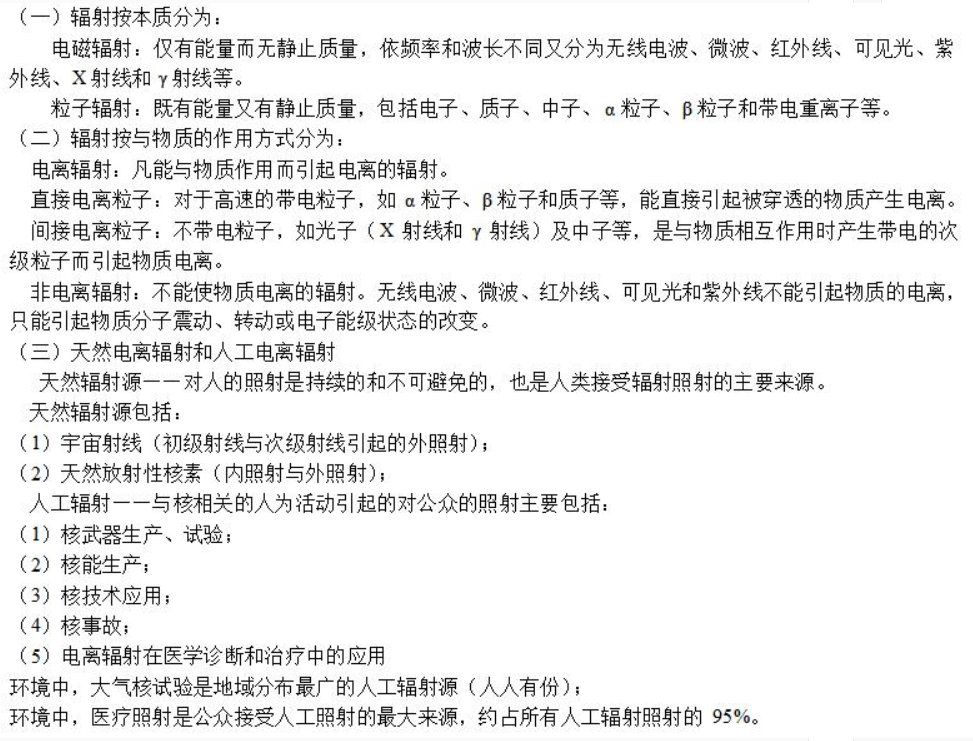 （一）辐射按本质分为：
电磁辐射：仅有能量而无静止质量，依频率和波长不同又分为无线电波、微波、红外线、可见光、紫
外线、X 射线和 γ 射线等。
粒子辐射：既有能量又有静止质量，包括电子、质子、中子、α 粒子、β 粒子和带电重离子等。
（二）辐射按与物质的作用方式分为：
电离辐射：凡能与物质作用而引起电离的辐射。
直接电离粒子：对于高速的带电粒子，如 α 粒子、β 粒子和质子等，能直接引起被穿透的物质产生电离。
间接电离粒子：不带电粒子，如光子（X 射线和 γ 射线）及中子等，是与物质相互作用时产生带电的次
级粒子而引起物质电离。
非电离辐射：不能使物质电离的辐射。无线电波、微波、红外线、可见光和紫外线不能引起物质的电离，
只能引起物质分子震动、转动或电子能级状态的改变。
（三）天然电离辐射和人工电离辐射
天然辐射源——对人的照射是持续的和不可避免的，也是人类接受辐射照射的主要来源。
天然辐射源包括：
（1）宇宙射线（初级射线与次级射线引起的外照射）；
（2）天然放射性核素（内照射与外照射）；
人工辐射——与核相关的人为活动引起的对公众的照射主要包括：
（1）核武器生产、试验；
（2）核能生产；
（3）核技术应用；
（4）核事故；
（5）电离辐射在医学诊断和治疗中的应用
环境中，大气核试验是地域分布最广的人工辐射源（人人有份）；
环境中，医疗照射是公众接受人工照射的最大来源，约占所有人工辐射照射的 95%。